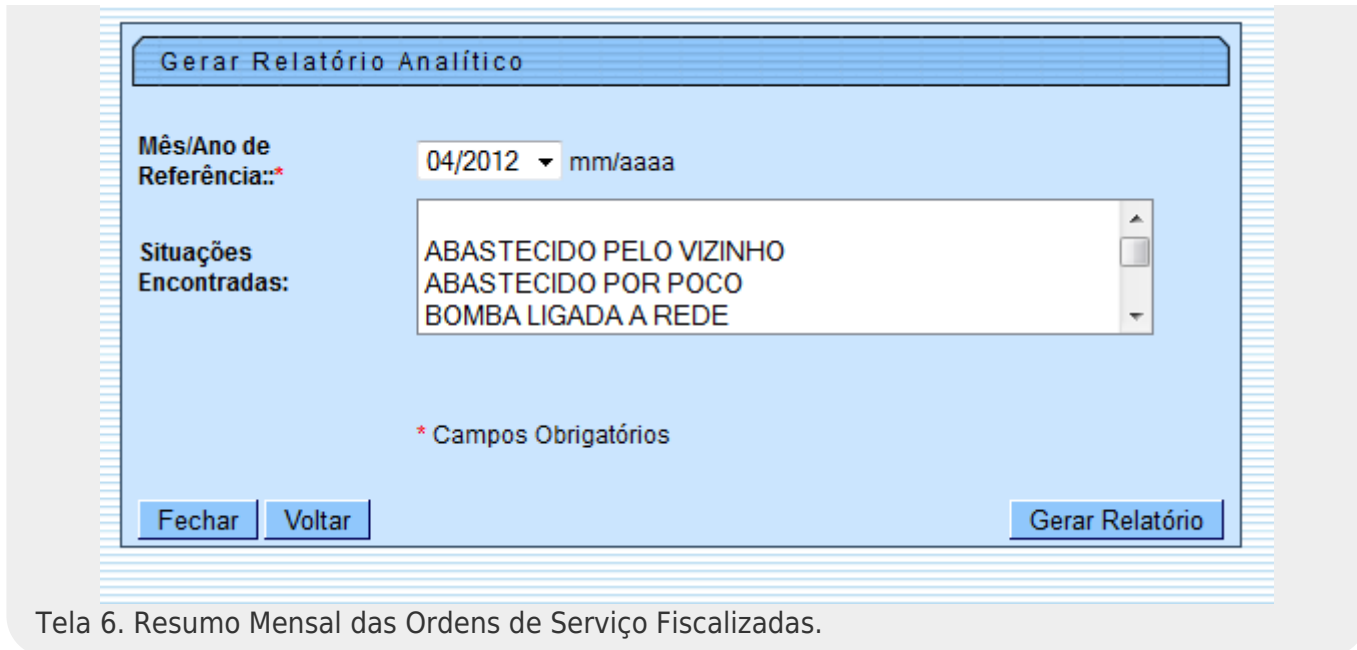 Gerar Relatório Analítico
Mês/Ano de
Referência::*
04/2012 mm/aaaa
Situações
Encontradas:
ABASTECIDO PELO VIZINHO
ABASTECIDO POR POCO
BOMBA LIGADA A REDE
* Campos Obrigatórios
Fechar Voltar Gerar Relatório
Tela 6. Resumo Mensal das Ordens de Serviço Fiscalizadas.